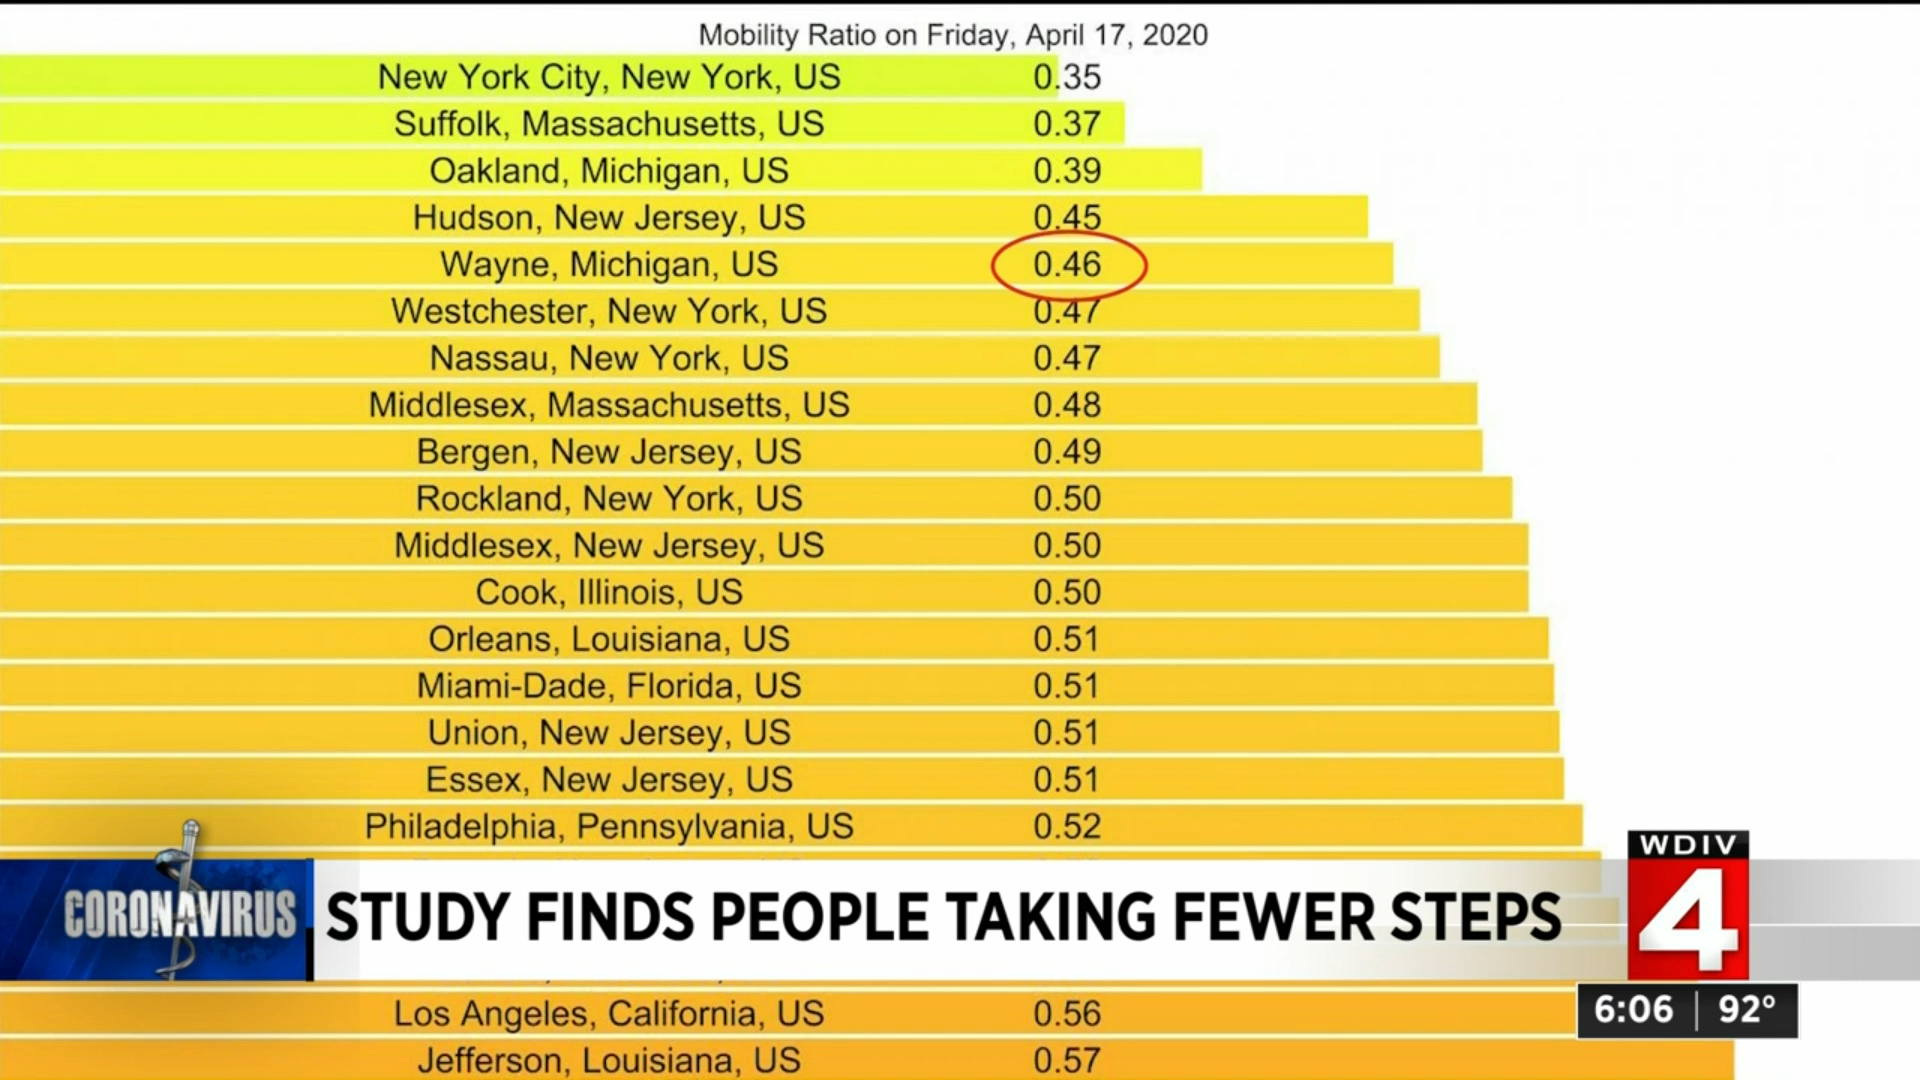 Mobility Ratio on Friday, April 17, 2020
New York City, New York, US 0.35
Suffolk, Massachusetts, US 0.37
Oakland, Michigan, US 0.39
Hudson, New Jersey, US 0.45
Wayne, Michigan, US 0.46
Westchester, New York, US 0.47
Nassau, New York, US 0.47
Middlesex, Massachusetts, US 0.48
Bergen, New Jersey, US 0.49
Rockland, New York, US 0.50
Middlesex, New Jersey, US 0.50
Cook, Illinois, US 0.50
Orleans, Louisiana, US 0.51
Miami-Dade, Florida, US 0.51
Union, New Jersey, US 0.51
Essex, New Jersey, US 0.51
Philadelphia, Pennsylvania, US 0.52
WDIV
4
CORONAVIRUS
STUDY FINDS PEOPLE TAKING FEWER STEPS
Los Angeles, California, US 0.56
6:06 92°
Jefferson, Louisiana, US 0.57